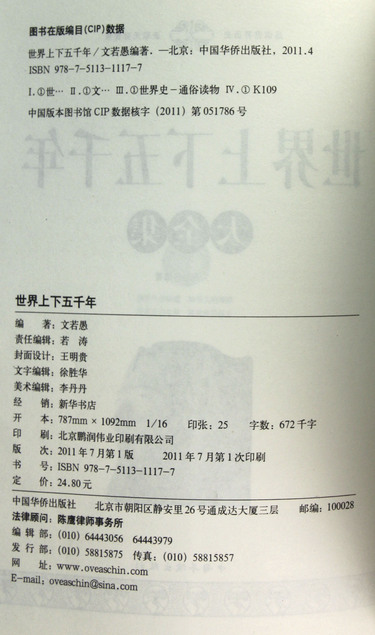 图书在版编目(CIP)数据
世界上下五千年/文若愚编著.—北京:中国华侨出版社,2011.4
ISBN 978-7-5113-1117-7
Ⅰ.①世… Ⅱ.①文… Ⅲ.①世界史－通俗读物 Ⅳ.①K109
中国版本图书馆CIP数据核字(2011)第051786号
世界上下五千年
大全集
世界上下五千年
编 著:文若愚
责任编辑:若 涛
封面设计:王明贵
文字编辑:徐胜华
美术编辑:李丹丹
经 销:新华书店
开 本:787mm×1092mm 1/16 印张:25 字数:672千字
印 刷:北京鹏润伟业印刷有限公司
版 次:2011年7月第1版 2011年7月第1次印刷
书 号:ISBN 978-7-5113-1117-7
定 价:24.80元
中国华侨出版社 北京市朝阳区静安里26号通成达大厦三层 邮编:100028
法律顾问:陈鹰律师事务所
编辑部:(010)64443056 64443979
发行部:(010)58815875 传真:(010)58815857
网 址:www.oveaschin.com
E-mail:oveaschin@sina.com